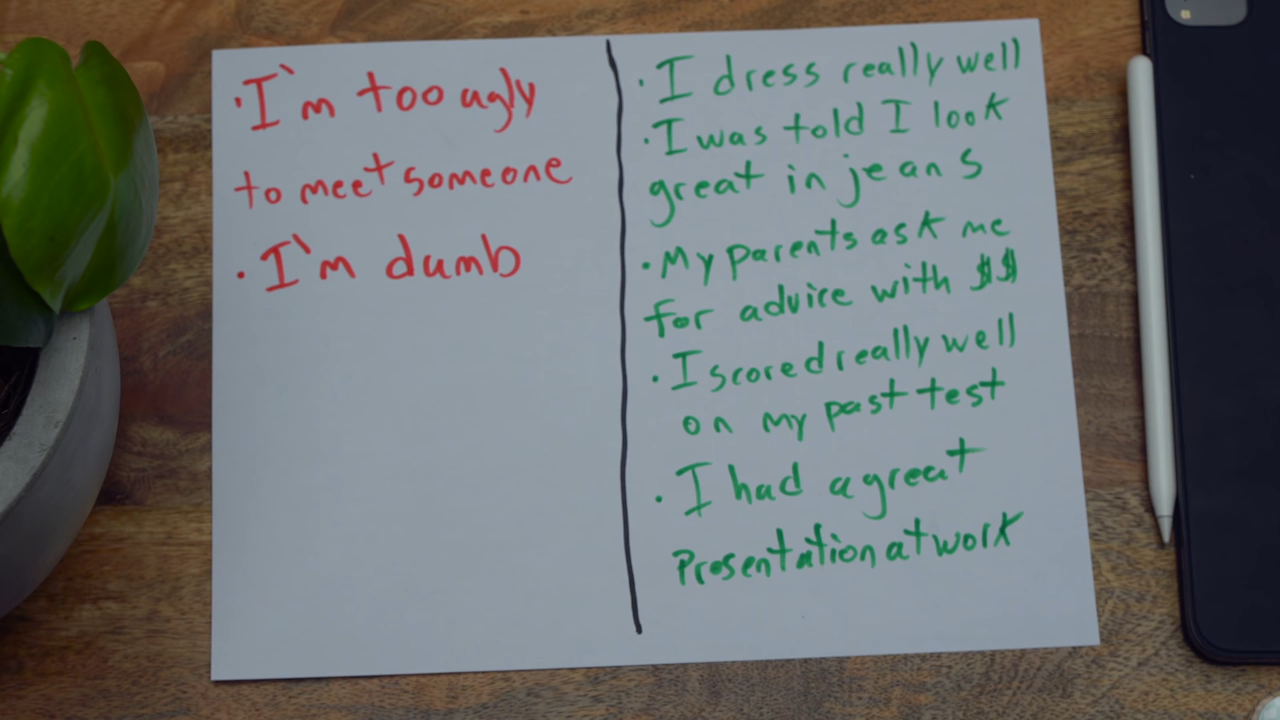 · I`m too ugly
to meet someone
· I`m dumb
· I dress really well
· I was told I look
great in jeans
· My parents ask me
for advice with $$
· I scored really well
on my past test
· I had a great
Presentation at work